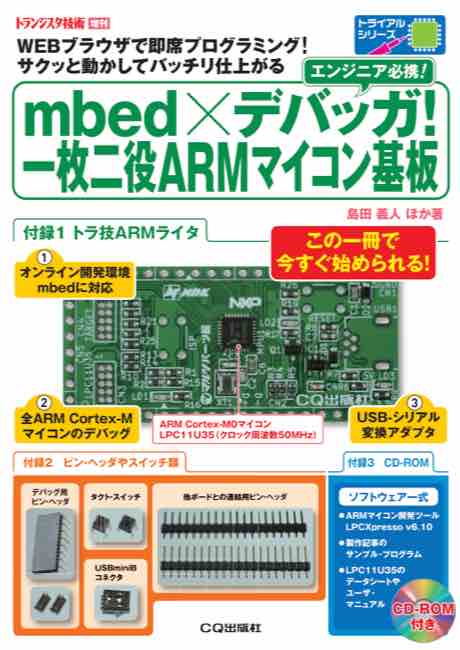 トランジスタ技術 増刊
トライアル
シリーズ
WEBブラウザで即席プログラミング!
サクッと動かしてバッチリ仕上がる
エンジニア必携!
mbed×デバッガ!
一枚二役ARMマイコン基板
島田 義人 ほか著
付録1 トラ技ARMライタ
この一冊で
今すぐ始められる!
①
オンライン開発環境
mbedに対応
NXP
TARGET
ISP
USB1
CR1
LD1
マルツパーツ館
CQ出版社
②
全ARM Cortex-M
マイコンのデバッグ
ARM Cortex-M0マイコン
LPC11U35(クロック周波数50MHz)
③
USB-シリアル
変換アダプタ
付録2 ピン・ヘッダやスイッチ類
デバッグ用
ピン・ヘッダ
タクト・スイッチ
他ボードとの連結用ピン・ヘッダ
USBminiB
コネクタ
付録3 CD-ROM
ソフトウェア一式
●ARMマイコン開発ツール
LPCXpresso v6.10
●製作記事の
サンプル・プログラム
●LPC11U35の
データシートや
ユーザ・
マニュアル
CD-ROM
付き
CQ出版社